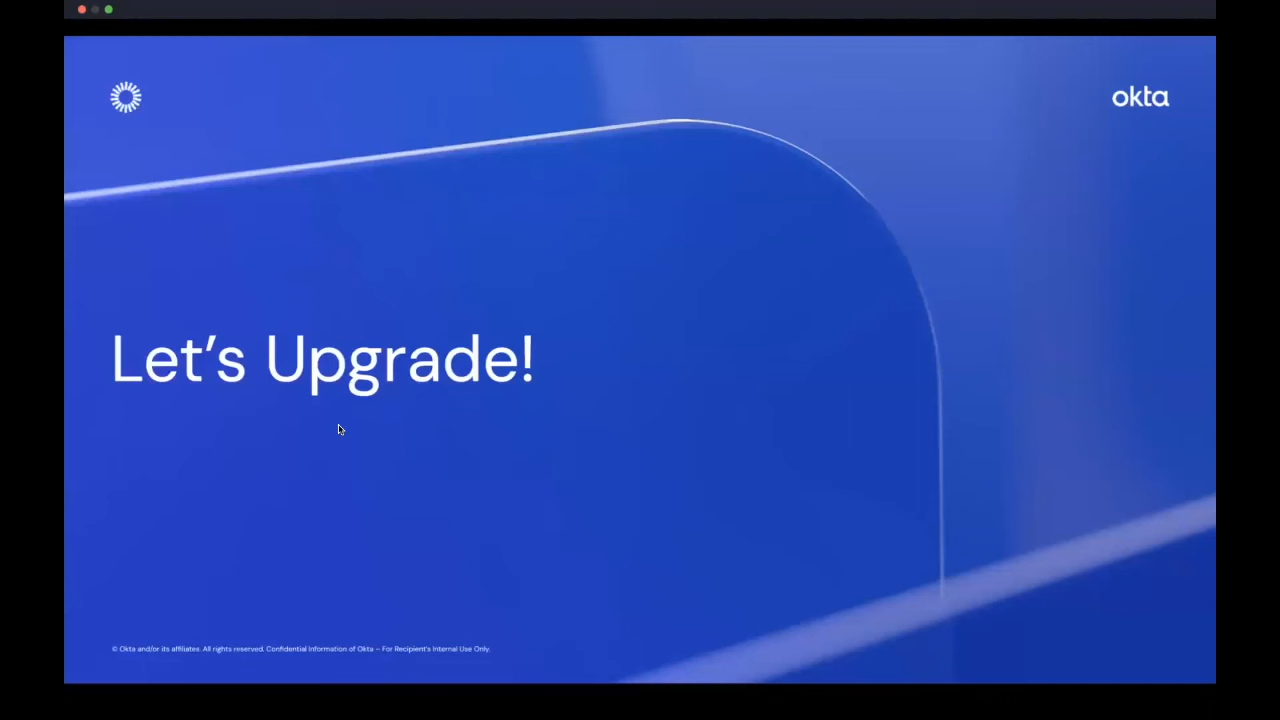 okta
Let’s Upgrade!
© Okta and/or its affiliates. All rights reserved. Confidential Information of Okta – For Recipient's Internal Use Only.